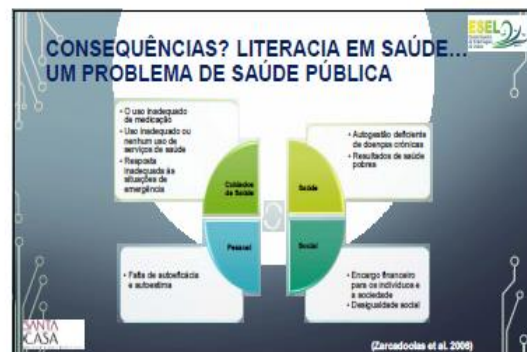 ESEL
CONSEQUÊNCIAS? LITERACIA EM SAÚDE...
UM PROBLEMA DE SAÚDE PÚBLICA
• O uso inadequado
de medicação
• Uso inadequado ou
nenhum uso de
serviços de saúde
• Resposta
inadequada às
situações de
emergência
• Autogestão deficiente
de doenças crónicas
• Resultados de saúde
pobres
Cuidados
de Saúde
Saúde
Pessoal
Social
• Falta de autoeficácia
e autoestima
• Encargo financeiro
para os indivíduos e
a sociedade
• Desigualdade social
SANTA
CASA
(Zarcadoolas et al. 2006)